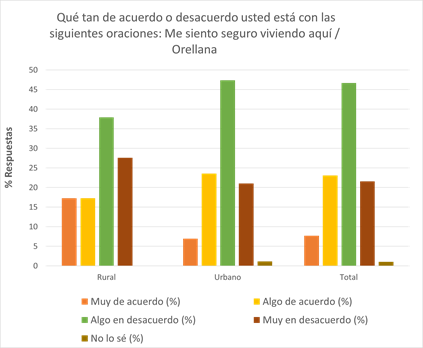 Qué tan de acuerdo o desacuerdo usted está con las
siguientes oraciones: Me siento seguro viviendo aquí /
Orellana
% Respuestas
50
45
40
35
30
25
20
15
10
5
0
Rural
Urbano
Total
Muy de acuerdo (%)
Algo de acuerdo (%)
Algo en desacuerdo (%)
Muy en desacuerdo (%)
No lo sé (%)